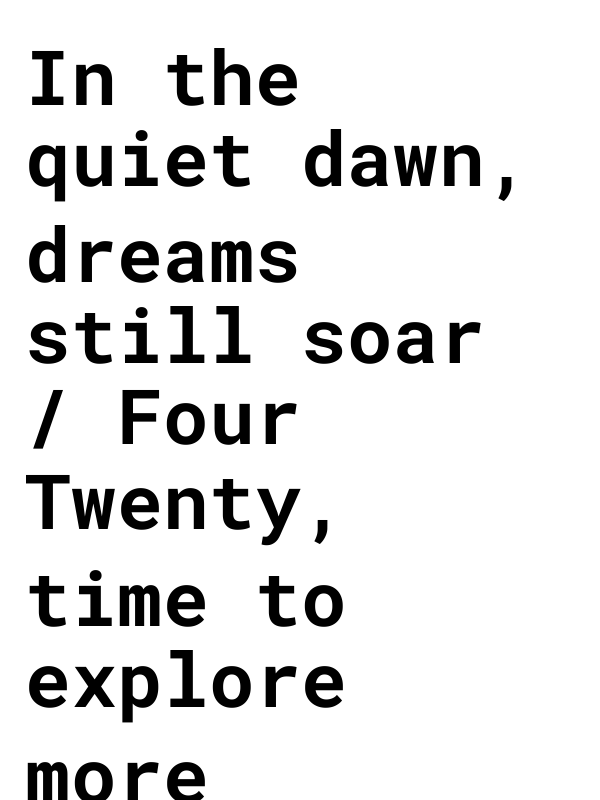 In the
quiet dawn,
dreams
still soar
/ Four
Twenty,
time to
explore
more